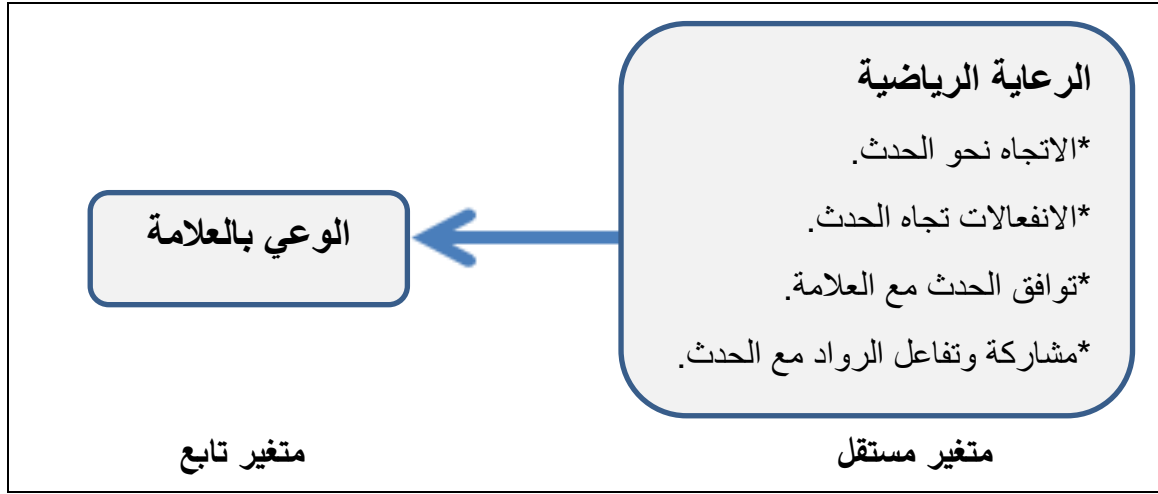 الرعاية الرياضية
*الاتجاه نحو الحدث.
*الانفعالات تجاه الحدث.
*توافق الحدث مع العلامة.
*مشاركة وتفاعل الرواد مع الحدث.
الوعي بالعلامة
متغير مستقل
متغير تابع